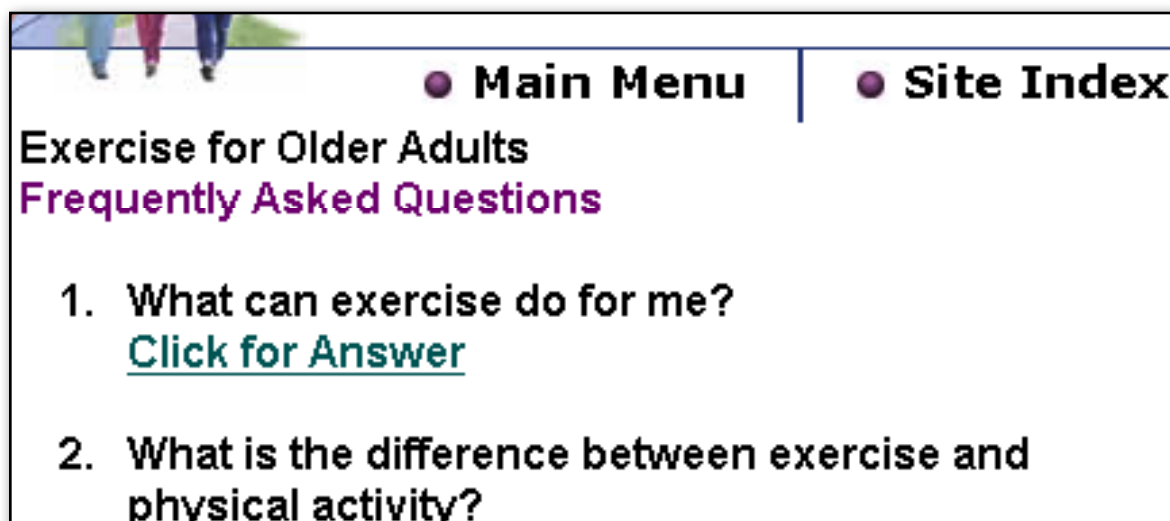 Main Menu
Site Index
Exercise for Older Adults
Frequently Asked Questions
1. What can exercise do for me?
Click for Answer
2. What is the difference between exercise and
physical activity?